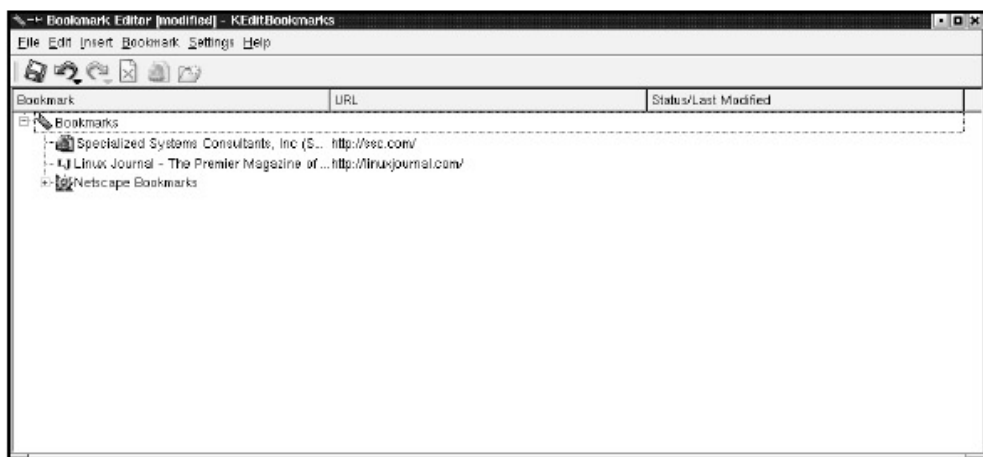 Bookmark Editor [modified] - KEditBookmarks
File Edit Insert Bookmark Settings Help
Bookmark URL Status/Last Modified
Bookmarks
Specialized Systems Consultants, Inc (S... http://ssc.com/
Linux Journal - The Premier Magazine of ... http://linuxjournal.com/
Netscape Bookmarks